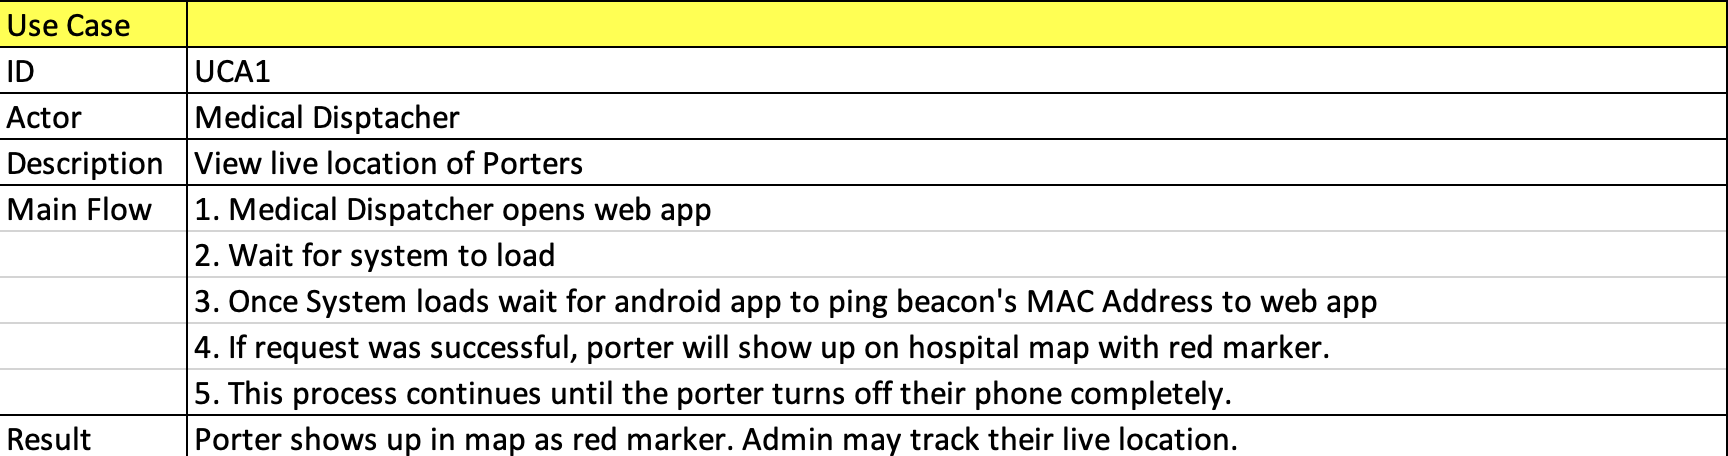 Use Case
ID UCA1
Actor Medical Disptacher
Description View live location of Porters
Main Flow 1. Medical Dispatcher opens web app
2. Wait for system to load
3. Once System loads wait for android app to ping beacon's MAC Address to web app
4. If request was successful, porter will show up on hospital map with red marker.
5. This process continues until the porter turns off their phone completely.
Result Porter shows up in map as red marker. Admin may track their live location.